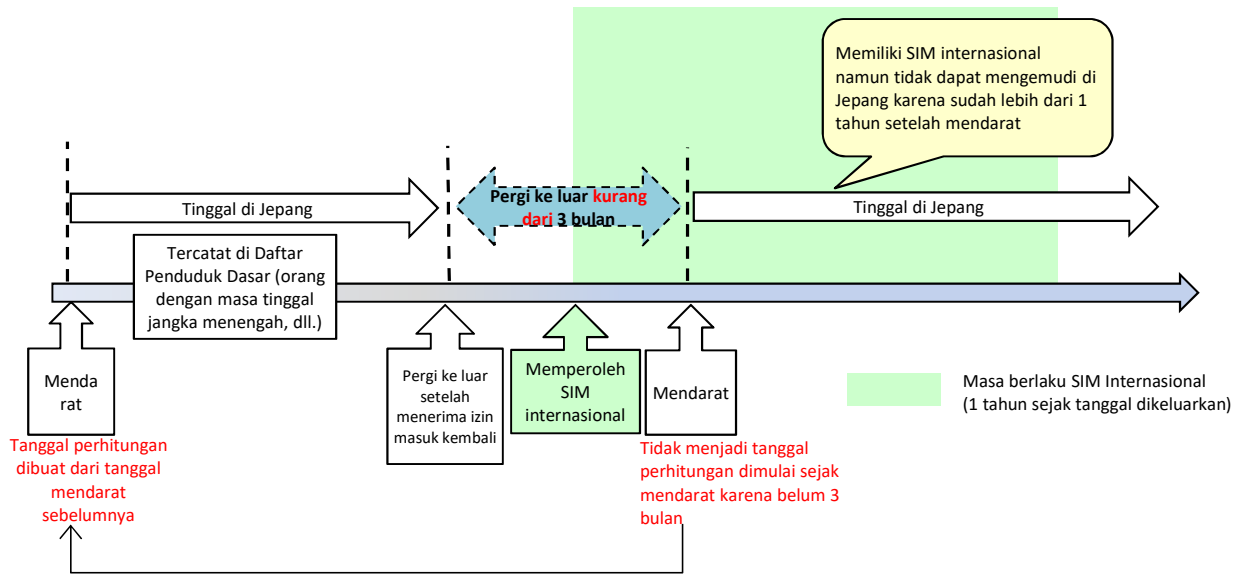 Memiliki SIM internasional
namun tidak dapat mengemudi di
Jepang karena sudah lebih dari 1
tahun setelah mendarat
Tinggal di Jepang
Pergi ke luar kurang
dari 3 bulan
Tinggal di Jepang
Tercatat di Daftar
Penduduk Dasar (orang
dengan masa tinggal
jangka menengah, dll.)
Menda
rat
Pergi ke luar
setelah
menerima izin
masuk kembali
Memperoleh
SIM
internasional
Mendarat
Masa berlaku SIM Internasional
(1 tahun sejak tanggal dikeluarkan)
Tanggal perhitungan
dibuat dari tanggal
mendarat
sebelumnya
Tidak menjadi tanggal
perhitungan dimulai sejak
mendarat karena belum 3
bulan